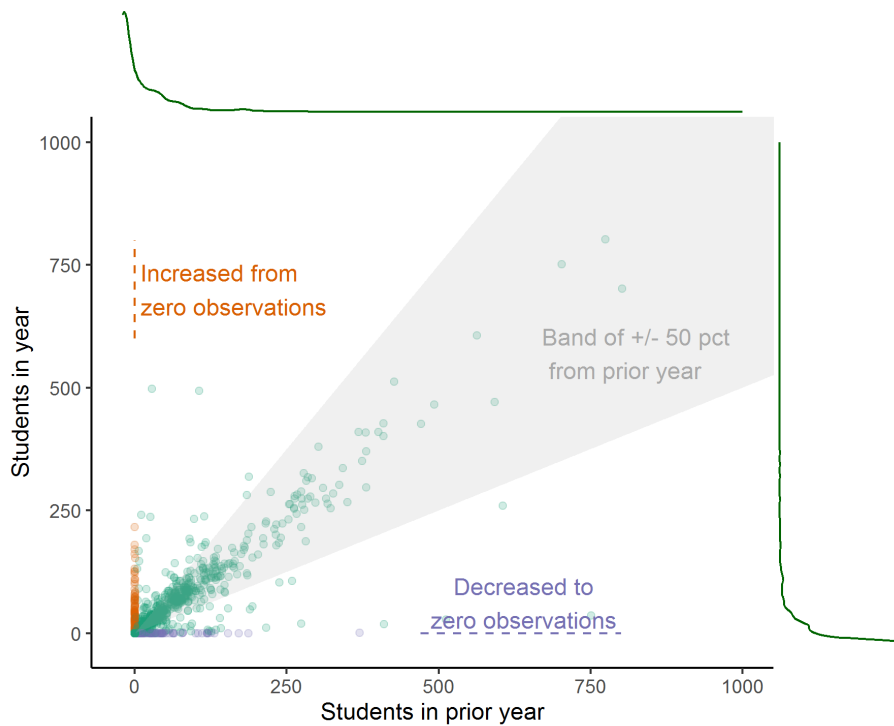 1000
750
500
250
0
Students in year
Increased from
zero observations
Band of +/- 50 pct
from prior year
Decreased to
zero observations
0
250
500
750
1000
Students in prior year